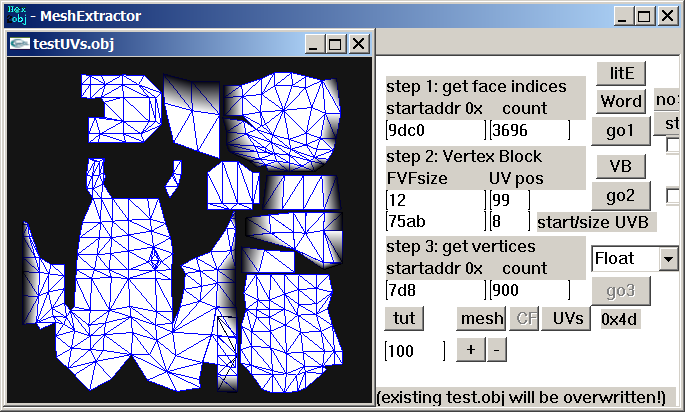 Hex
obj - MeshExtractor
testUVs.obj
step 1: get face indices
startaddr 0x count
9dc0 3696
litE
Word
go1
no
st
step 2: Vertex Block
FVFsize UV pos
12 99
75ab 8 start/size UVB
VB
go2
step 3: get vertices
startaddr 0x count
7d8 900
Float
go3
tut mesh CF UVs 0x4d
100 + -
(existing test.obj will be overwritten!)